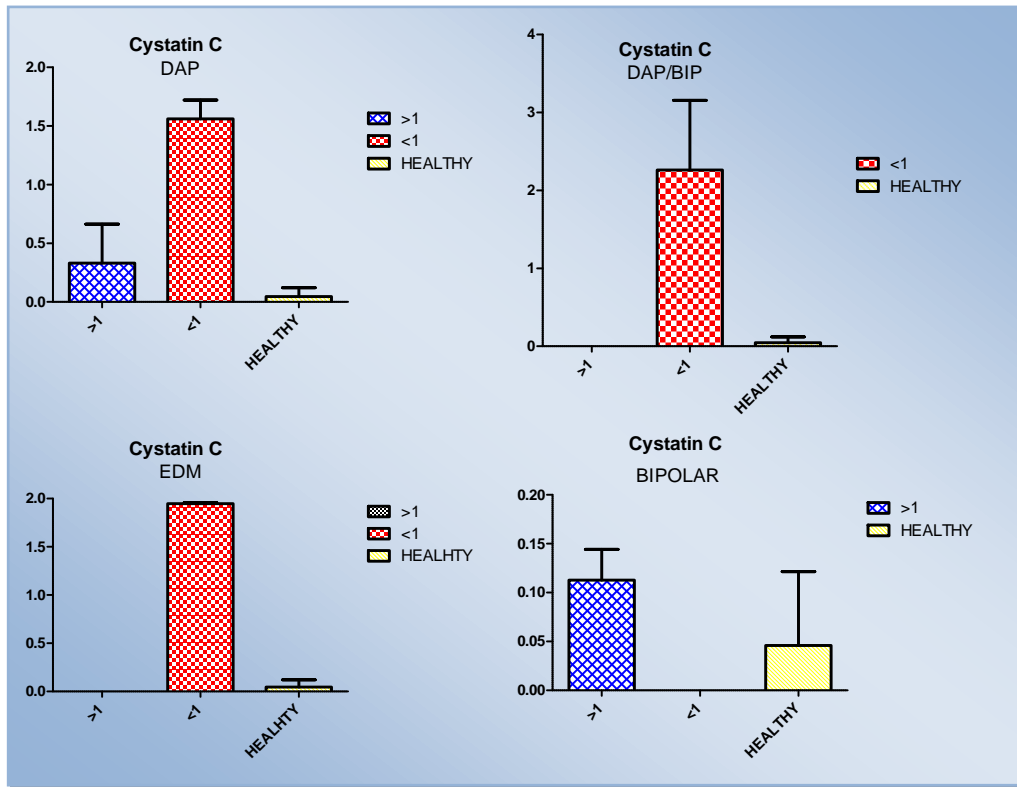 Cystatin C
DAP
2.0
1.5
1.0
0.5
0.0
>1
<1
HEALTHY
>1
<1
HEALTHY
Cystatin C
DAP/BIP
4
3
2
1
0
>1
<1
HEALTHY
<1
HEALTHY
Cystatin C
EDM
2.0
1.5
1.0
0.5
0.0
>1
<1
HEALHTY
>1
<1
HEALHTY
Cystatin C
BIPOLAR
0.20
0.15
0.10
0.05
0.00
>1
<1
HEALTHY
>1
HEALTHY